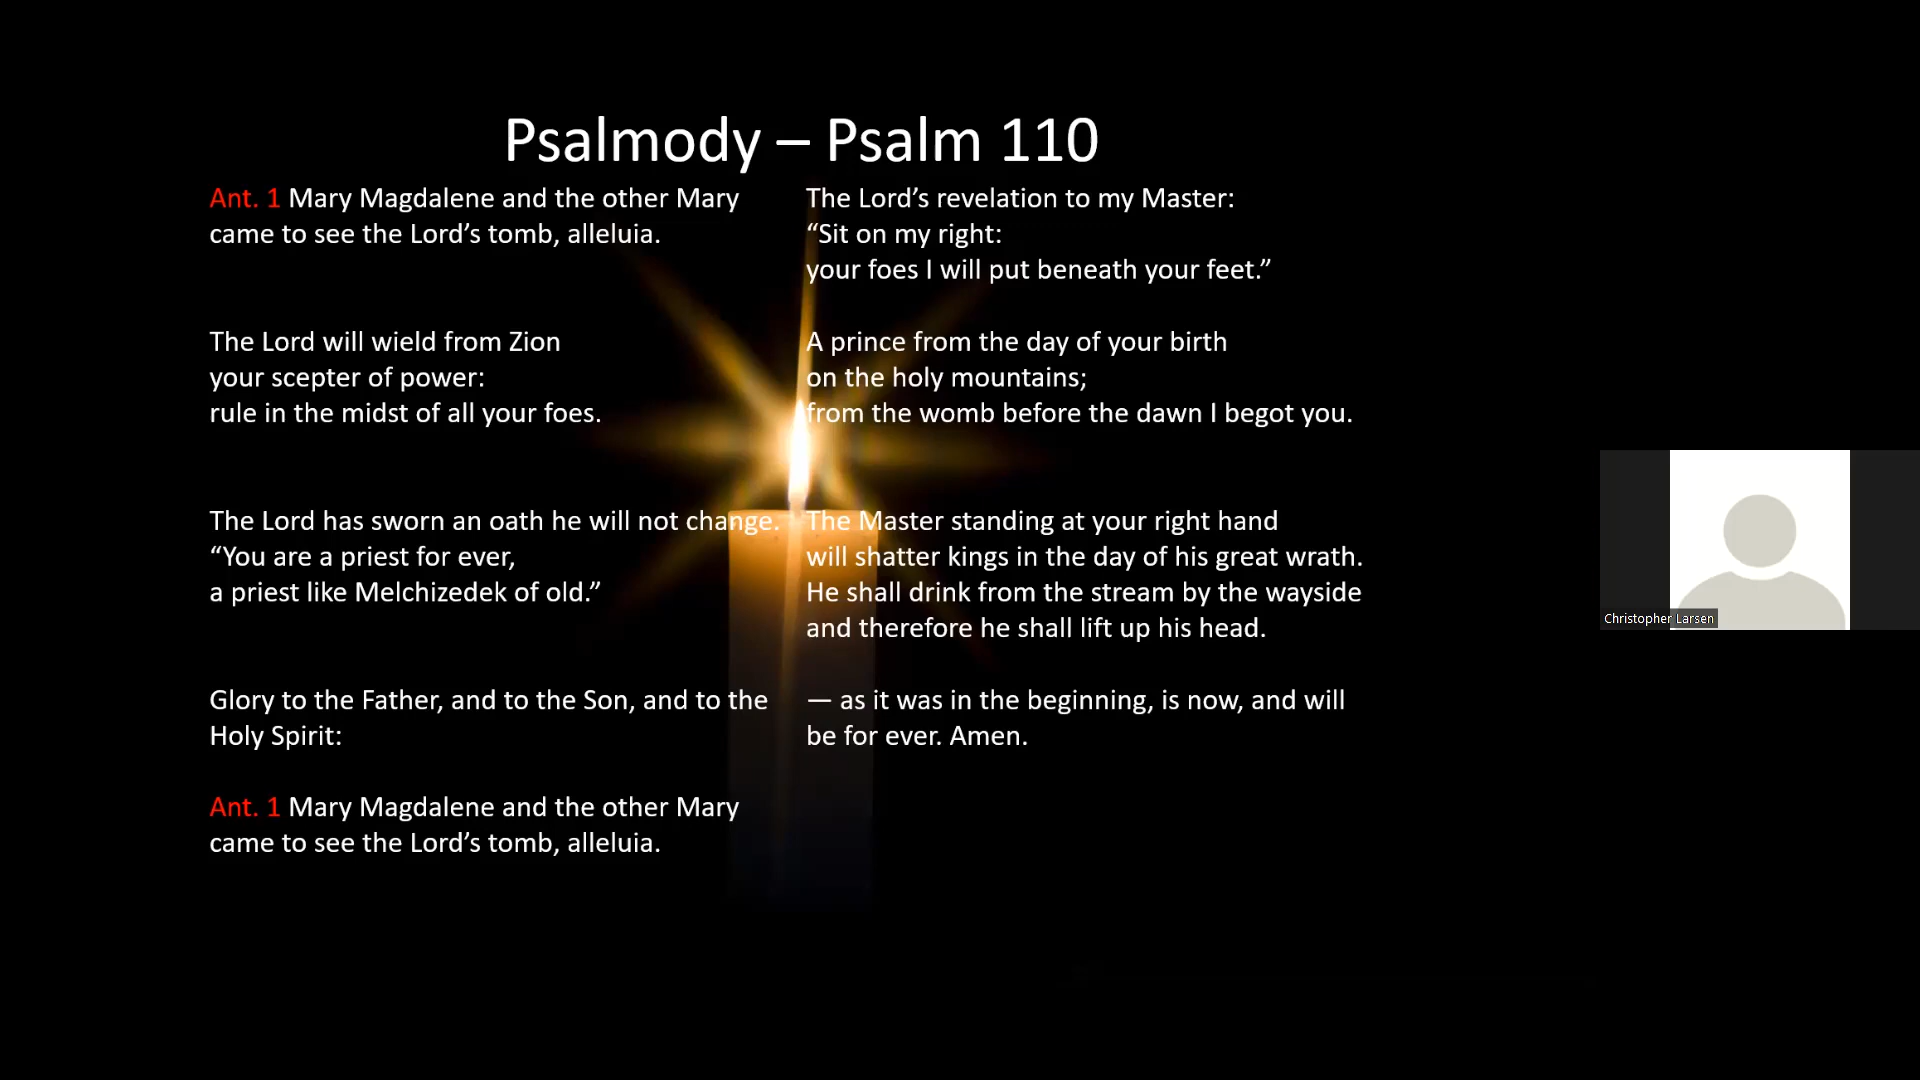 Psalmody – Psalm 110
Ant. 1 Mary Magdalene and the other Mary
came to see the Lord’s tomb, alleluia.
The Lord’s revelation to my Master:
“Sit on my right:
your foes I will put beneath your feet.”
The Lord will wield from Zion
your scepter of power:
rule in the midst of all your foes.
A prince from the day of your birth
on the holy mountains;
from the womb before the dawn I begot you.
The Lord has sworn an oath he will not change.
“You are a priest for ever,
a priest like Melchizedek of old.”
The Master standing at your right hand
will shatter kings in the day of his great wrath.
He shall drink from the stream by the wayside
and therefore he shall lift up his head.
Glory to the Father, and to the Son, and to the
Holy Spirit:
— as it was in the beginning, is now, and will
be for ever. Amen.
Ant. 1 Mary Magdalene and the other Mary
came to see the Lord’s tomb, alleluia.
Christopher Larsen